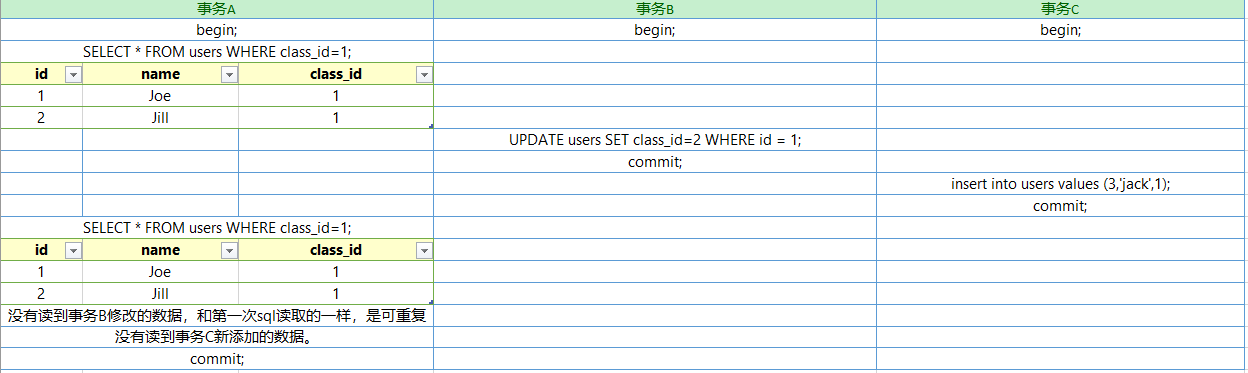 事务A 事务B 事务C
begin; begin; begin;
SELECT * FROM users WHERE class_id=1;
id name class_id
1 Joe 1
2 Jill 1
UPDATE users SET class_id=2 WHERE id = 1;
commit;
insert into users values (3,'jack',1);
commit;
SELECT * FROM users WHERE class_id=1;
id name class_id
1 Joe 1
2 Jill 1
没有读到事务B修改的数据，和第一次sql读取的一样，是可重复
没有读到事务C新添加的数据。
commit;